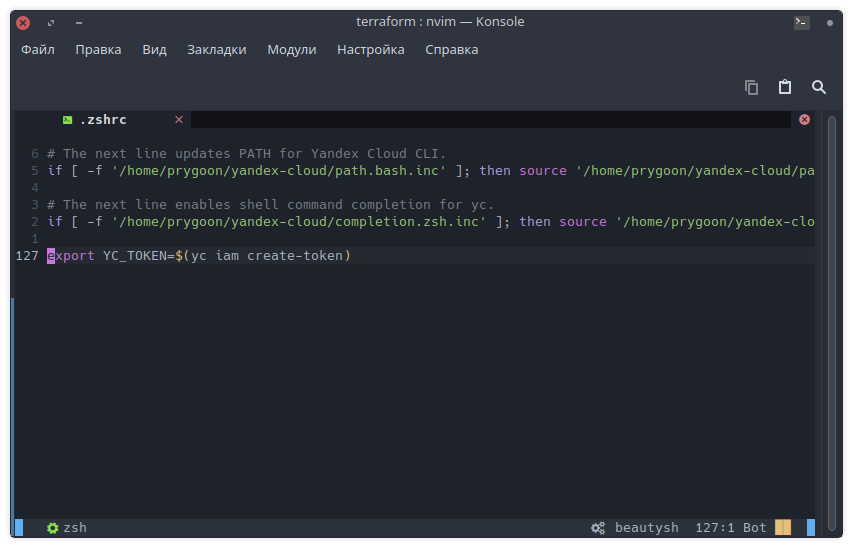 terraform : nvim — Konsole
Файл Правка Вид Закладки Модули Настройка Справка
.zshrc
6 # The next line updates PATH for Yandex Cloud CLI.
5 if [ -f '/home/prygoon/yandex-cloud/path.bash.inc' ]; then source '/home/prygoon/yandex-cloud/pa
4
3 # The next line enables shell command completion for yc.
2 if [ -f '/home/prygoon/yandex-cloud/completion.zsh.inc' ]; then source '/home/prygoon/yandex-clo
1
127 export YC_TOKEN=$(yc iam create-token)
zsh beautysh 127:1 Bot